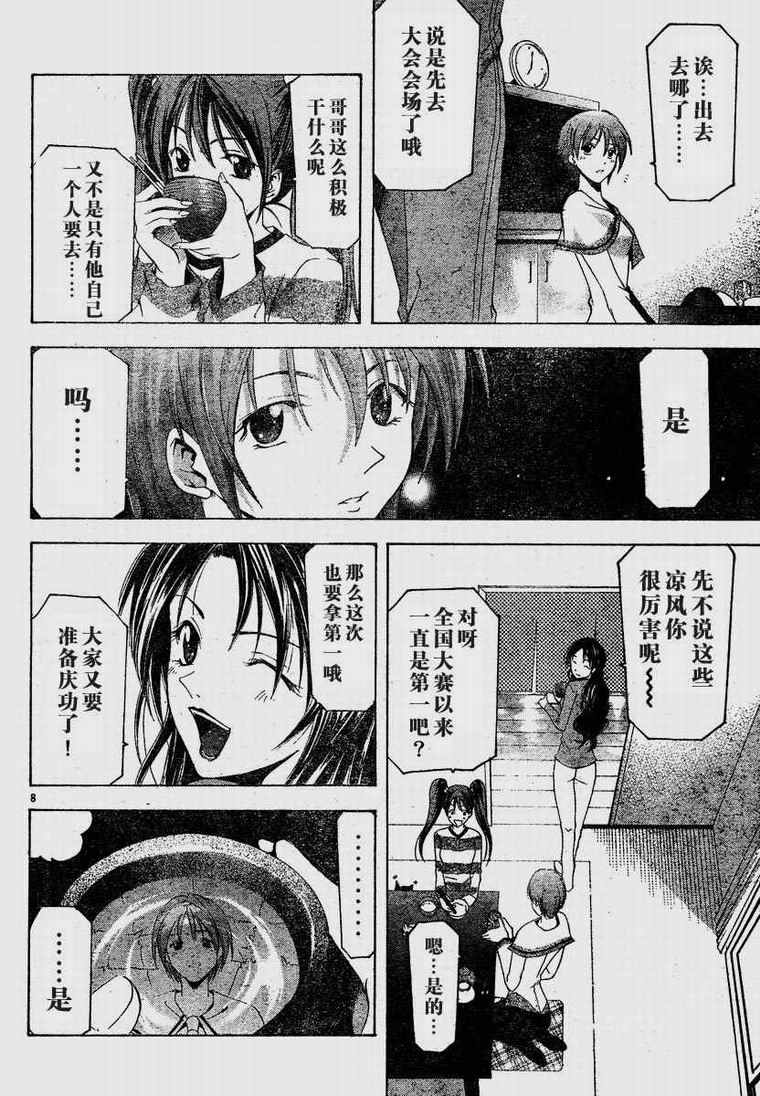 诶…出去
去哪了……
说是先去
大会会场了哦
哥哥这么积极
干什么呢
又不是只有他自己
一个人要去……
是
吗……
先不说这些
凉风你
很厉害呢~~
对呀
全国大赛以来
一直是第一吧？
嗯…是的…
那么这次
也要拿第一哦
大家又要
准备庆功了！
………
……是
8